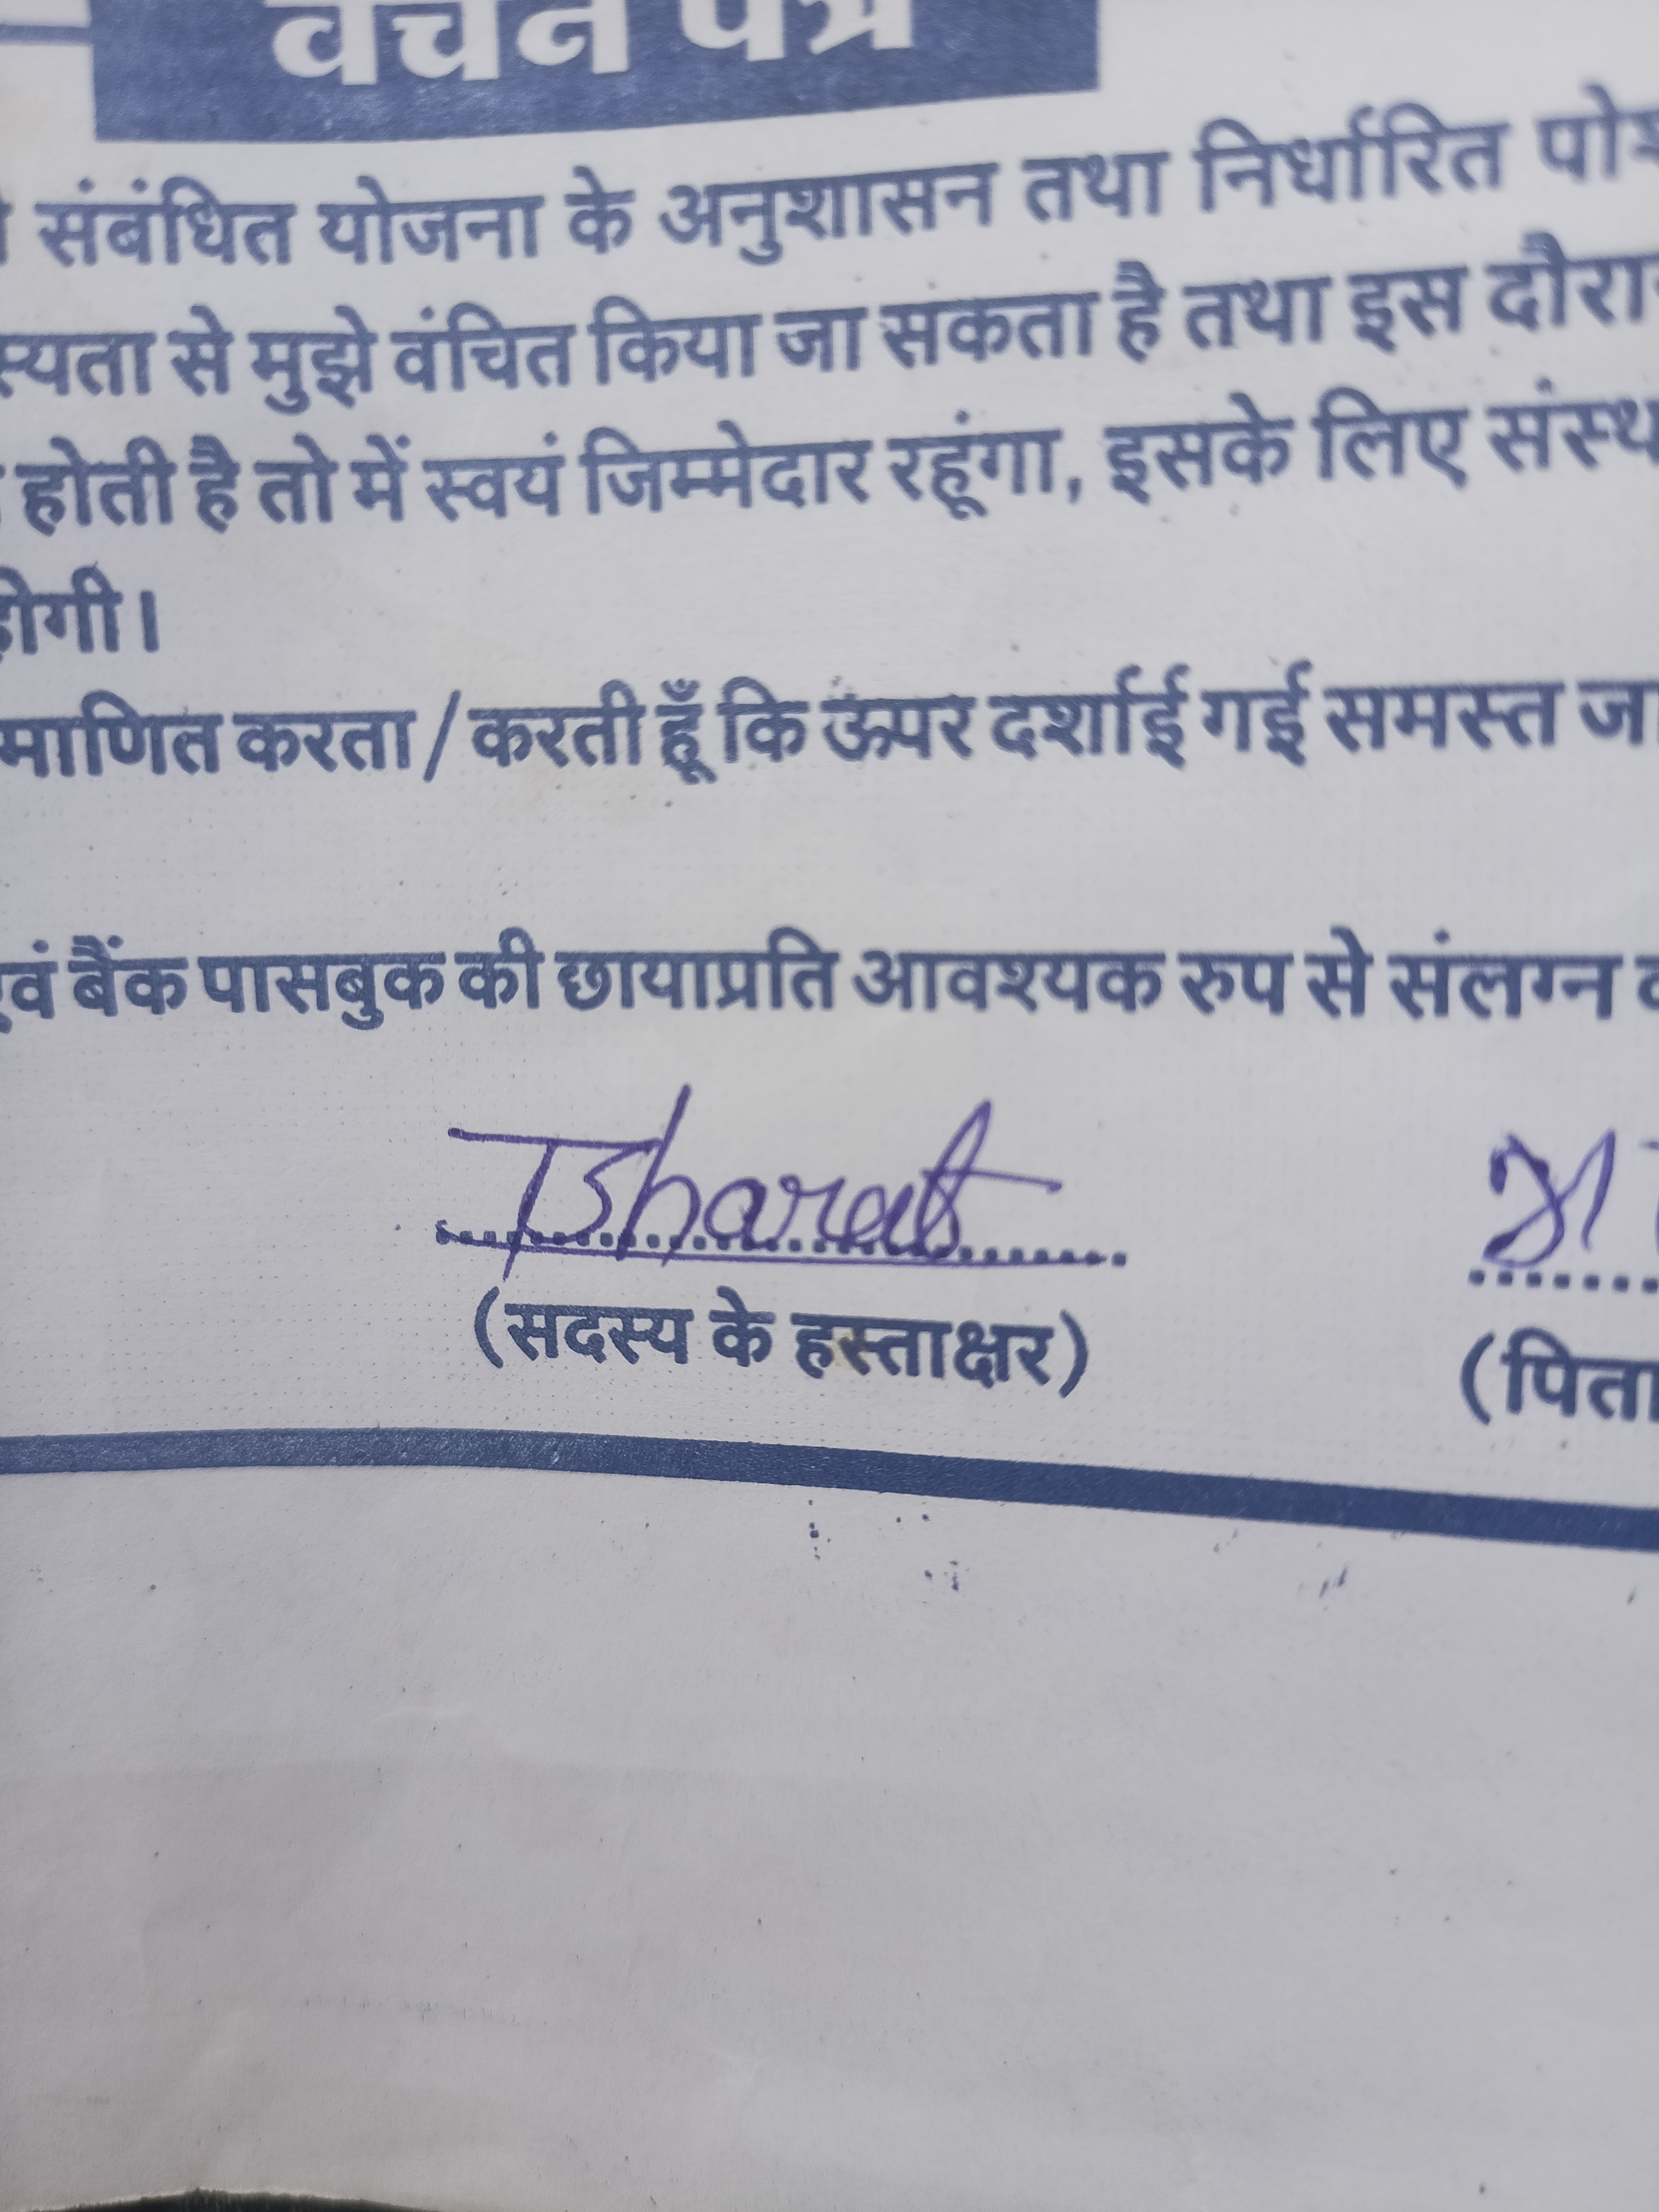 वचन पत्र
संबंधित योजना के अनुशासन तथा निर्धारित
से मुझे वंचित किया जा सकता है तथा इस
होती है तो में स्वयं जिम्मेदार रहूंगा, इसके लिए
होगी।
करता / करती हूँ कि ऊपर दर्शाई गई समस्त
बैंक पासबुक की छायाप्रति आवश्यक रुप से संलग्न
Bharat
(सदस्य के हस्ताक्षर) (पिता